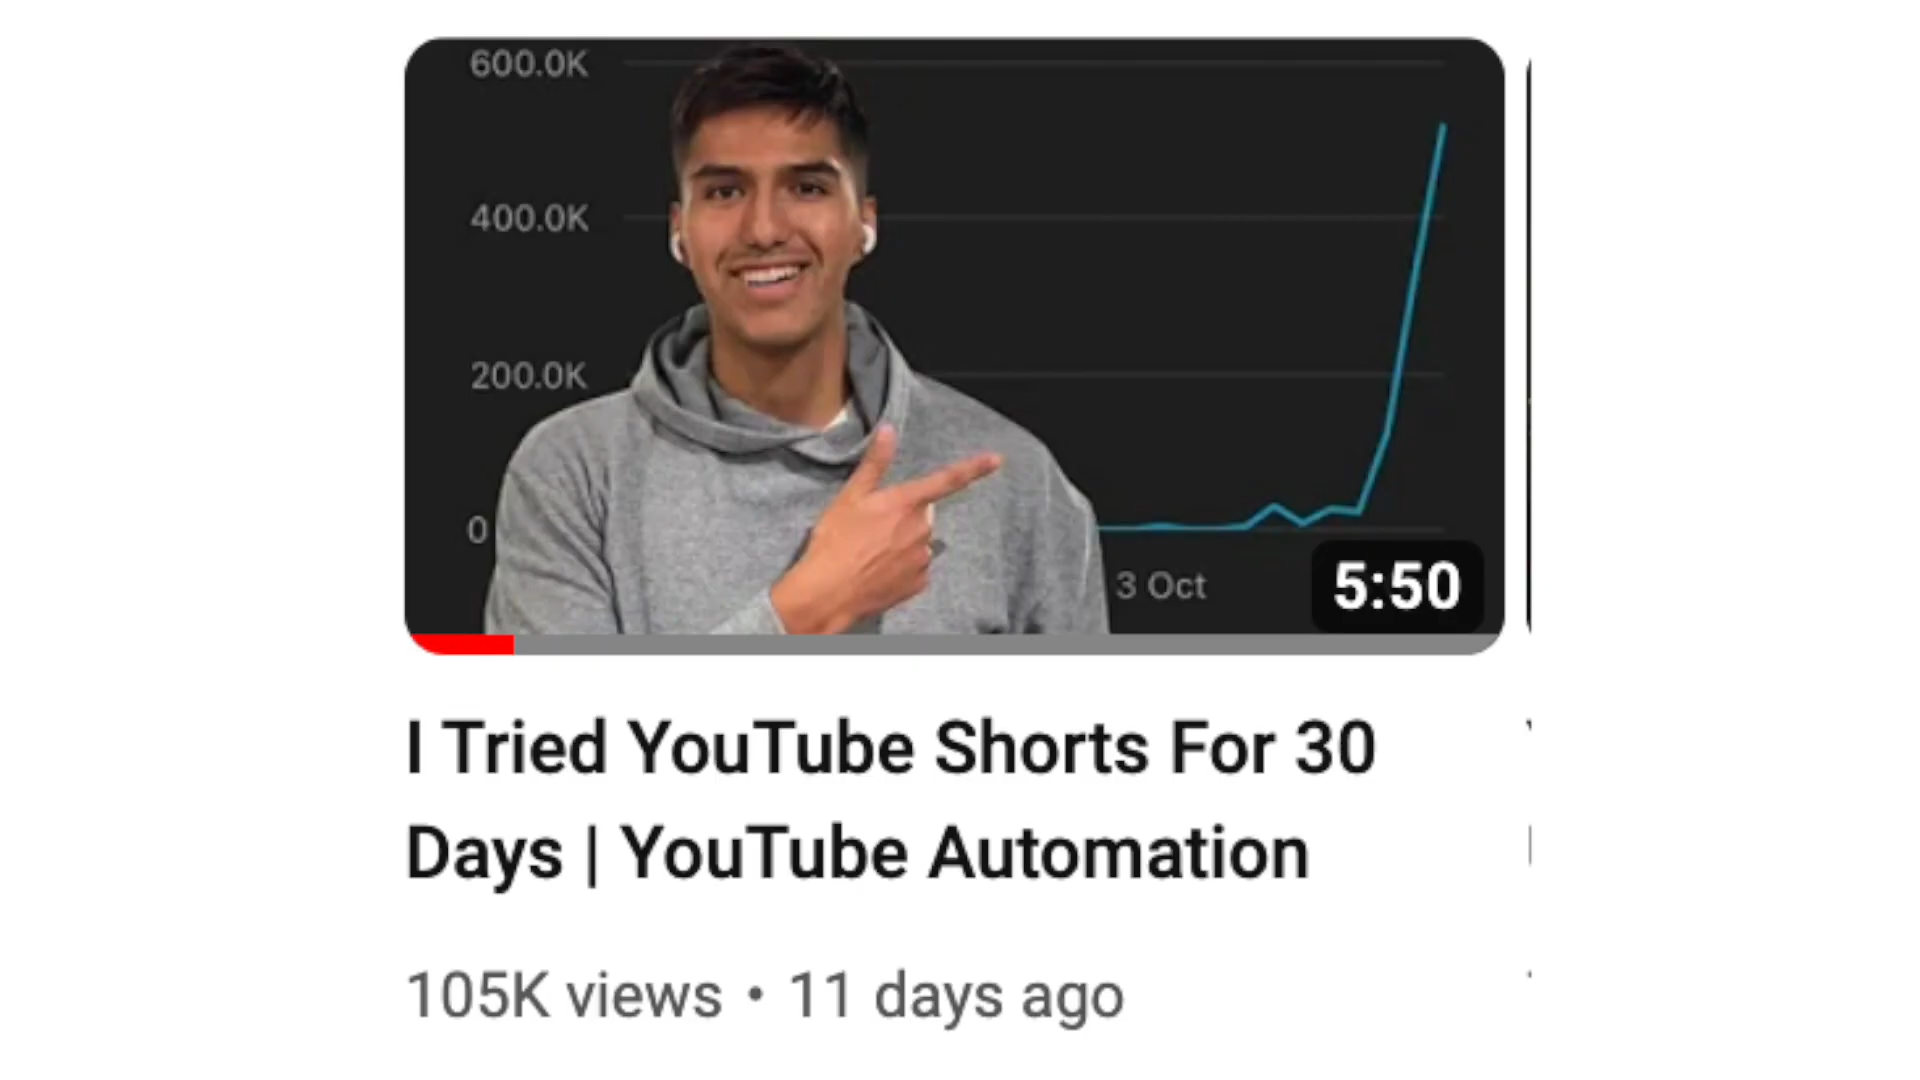 600.0K
400.0K
200.0K
0
3 Oct
5:50
I Tried YouTube Shorts For 30
Days | YouTube Automation
105K views • 11 days ago